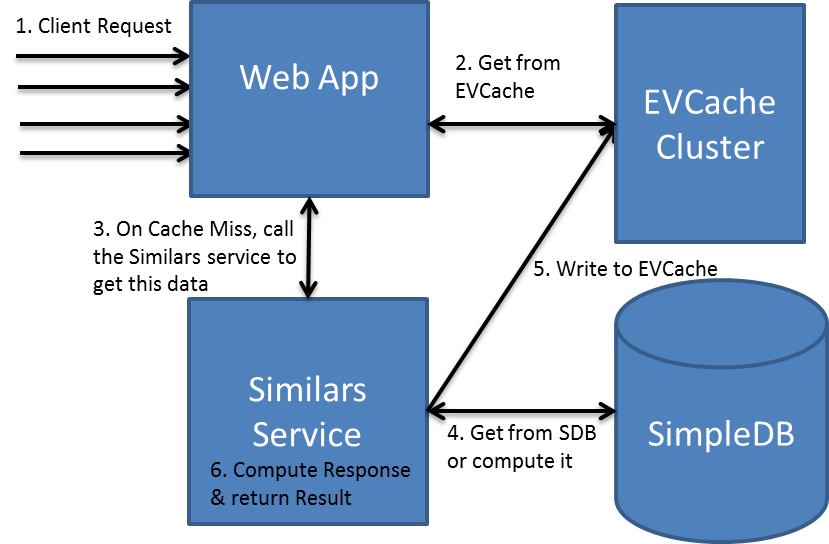 1. Client Request
Web App
2. Get from
EVCache
EVCache
Cluster
3. On Cache Miss, call
the Similars service to
get this data
5. Write to EVCache
Similars
Service
4. Get from SDB
or compute it
SimpleDB
6. Compute Response
& return Result